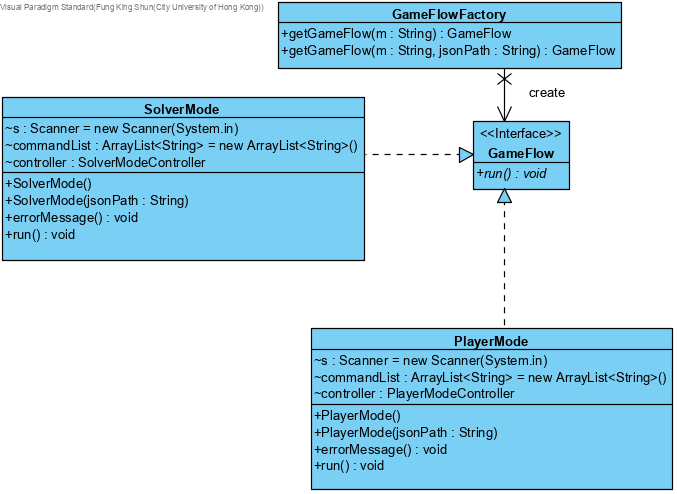 Visual Paradigm Standard(Fung King Shun(City University of Hong Kong))
GameFlowFactory
+getGameFlow(m : String) : GameFlow
+getGameFlow(m : String, jsonPath : String) : GameFlow
create
SolverMode
~s : Scanner = new Scanner(System.in)
~commandList : ArrayList<String> = new ArrayList<String>()
~controller : SolverModeController
+SolverMode()
+SolverMode(jsonPath : String)
+errorMessage() : void
+run() : void
<<Interface>>
GameFlow
+run() : void
PlayerMode
~s : Scanner = new Scanner(System.in)
~commandList : ArrayList<String> = new ArrayList<String>()
~controller : PlayerModeController
+PlayerMode()
+PlayerMode(jsonPath : String)
+errorMessage() : void
+run() : void